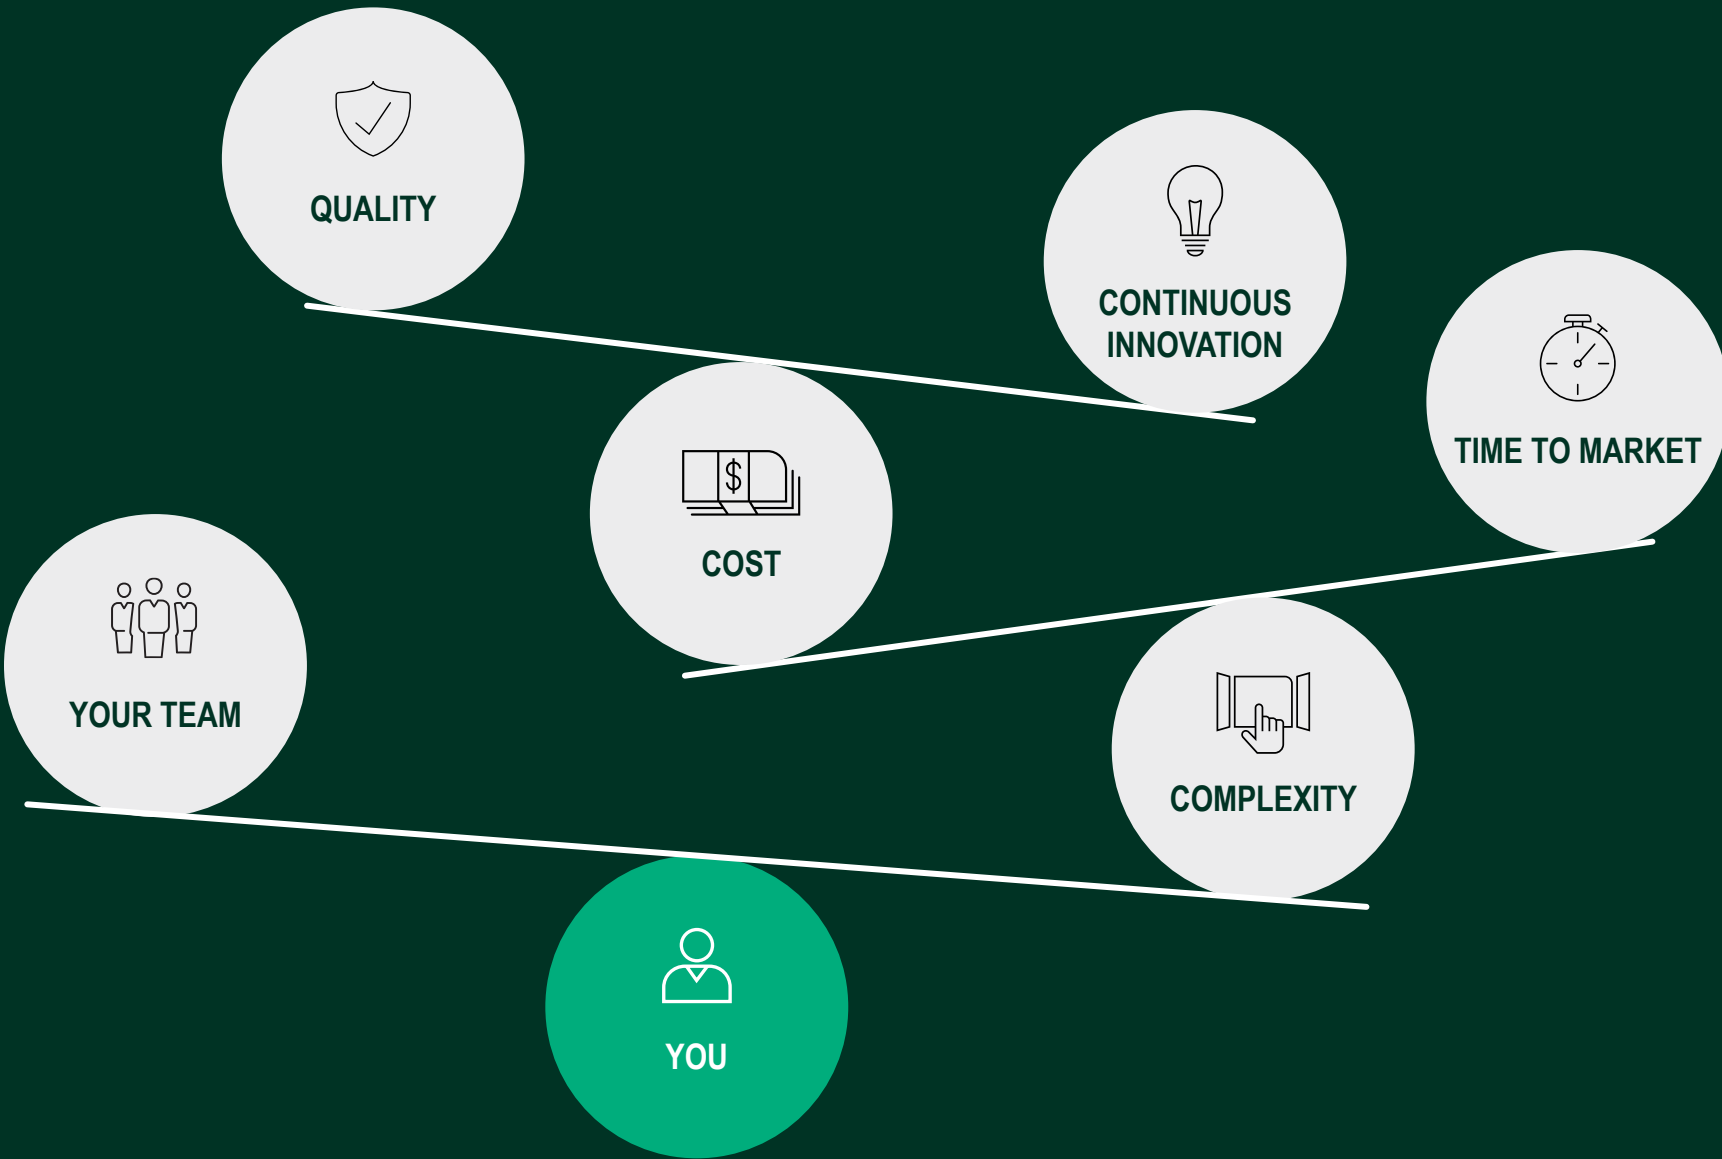 QUALITY
CONTINUOUS
INNOVATION
TIME TO MARKET
$
COST
YOUR TEAM
COMPLEXITY
YOU